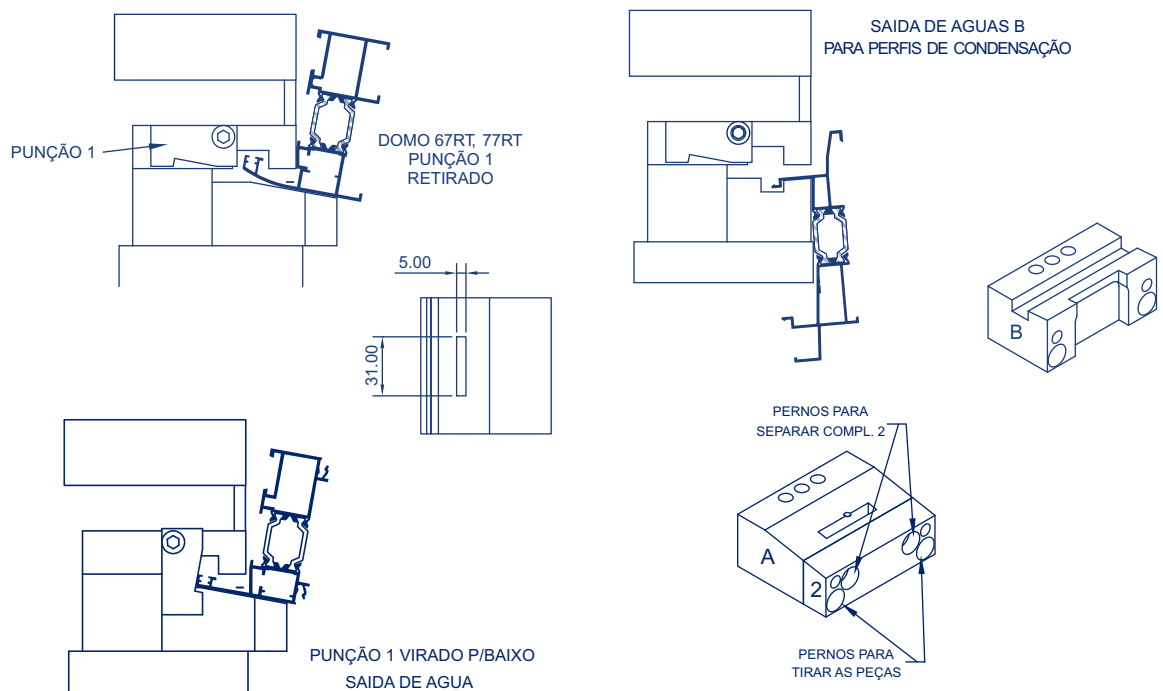 PUNÇÃO 1
DOMO 67RT, 77RT
PUNÇÃO 1
RETIRADO
SAIDA DE AGUAS B
PARA PERFIS DE CONDENSAÇÃO
5.00
31.00
B
PERNOS PARA
SEPARAR COMPL. 2
A
2
PERNOS PARA
TIRAR AS PEÇAS
PUNÇÃO 1 VIRADO P/BAIXO
SAIDA DE AGUA